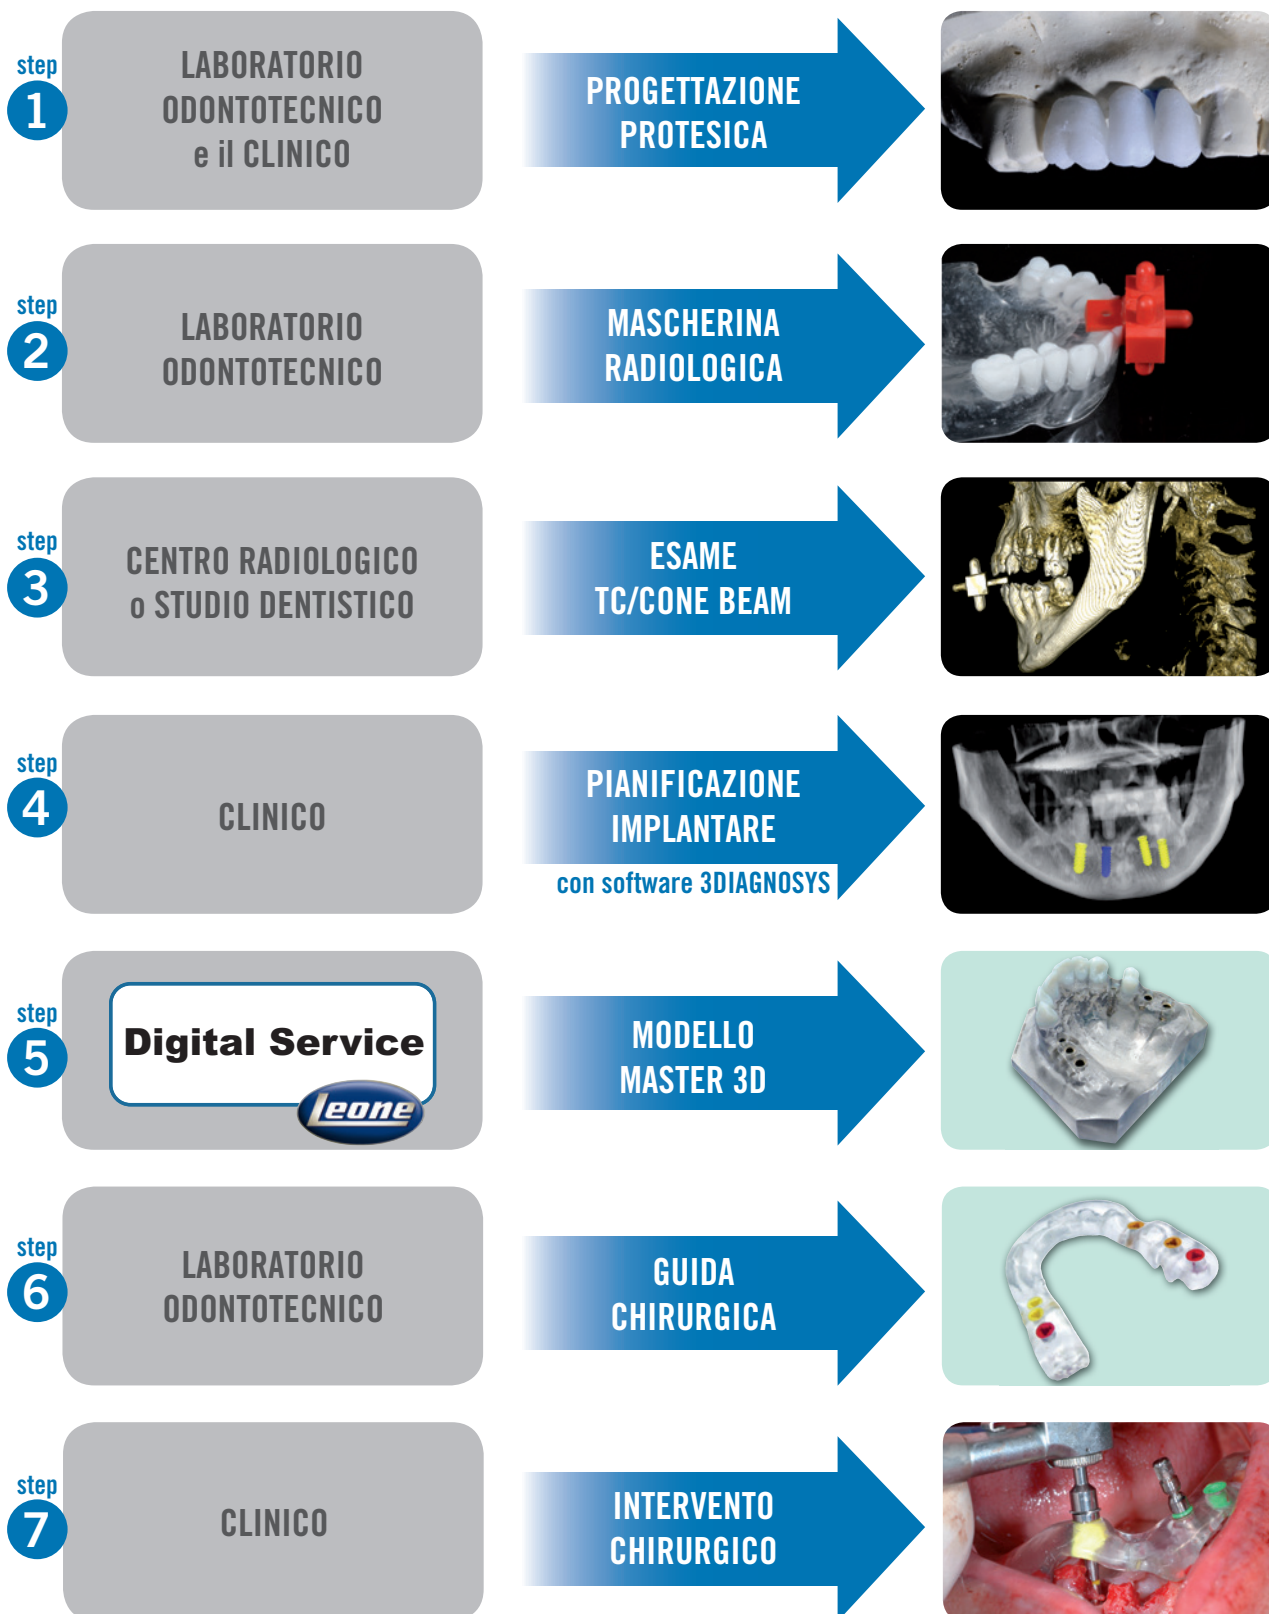 step
1
LABORATORIO
ODONTOTECNICO
e il CLINICO
PROGETTAZIONE
PROTESICA
step
2
LABORATORIO
ODONTOTECNICO
MASCHERINA
RADIOLOGICA
step
3
CENTRO RADIOLOGICO
o STUDIO DENTISTICO
ESAME
TC/CONE BEAM
step
4
CLINICO
PIANIFICAZIONE
IMPLANTARE
con software 3DIAGNOSYS
step
5
Digital Service
Leone
MODELLO
MASTER 3D
step
6
LABORATORIO
ODONTOTECNICO
GUIDA
CHIRURGICA
step
7
CLINICO
INTERVENTO
CHIRURGICO